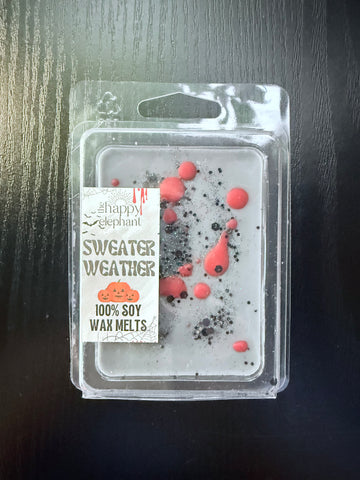 the
happy
elephant
SWEATER
WEATHER
100% SOY
WAX MELTS